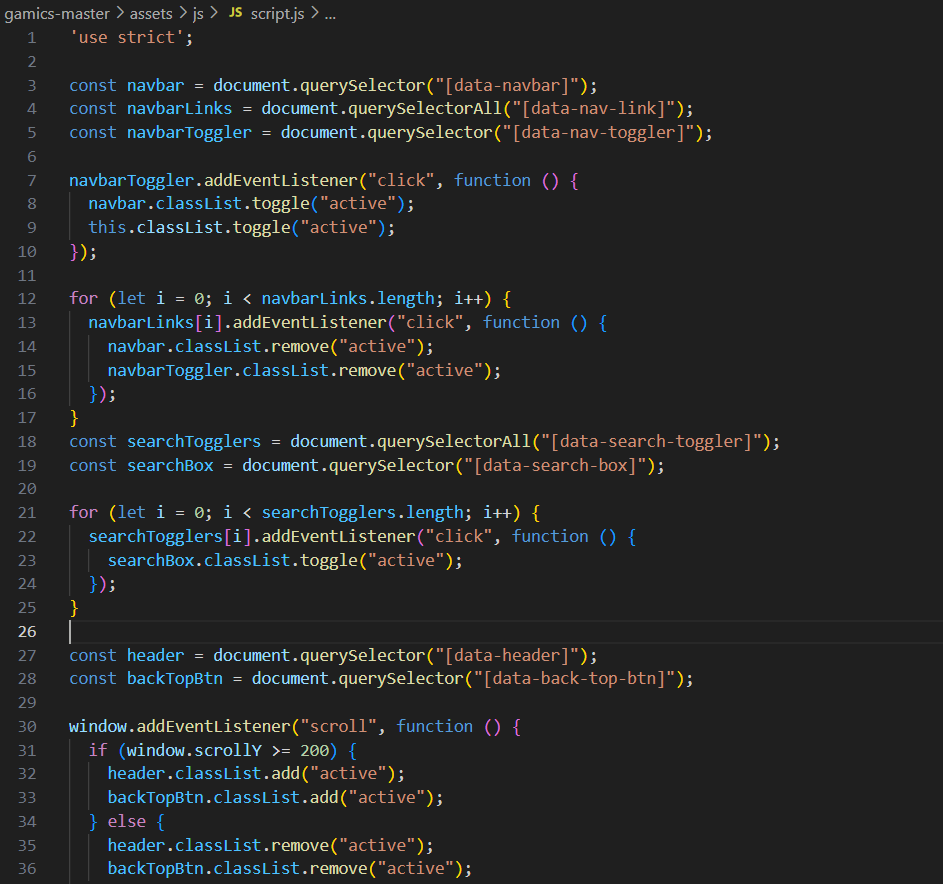 gamics-master > assets > js > JS script.js > ...
1 'use strict';
2
3 const navbar = document.querySelector("[data-navbar]");
4 const navbarLinks = document.querySelectorAll("[data-nav-link]");
5 const navbarToggler = document.querySelector("[data-nav-toggler]");
6
7 navbarToggler.addEventListener("click", function () {
8   navbar.classList.toggle("active");
9   this.classList.toggle("active");
10 });
11
12 for (let i = 0; i < navbarLinks.length; i++) {
13   navbarLinks[i].addEventListener("click", function () {
14     navbar.classList.remove("active");
15     navbarToggler.classList.remove("active");
16   });
17 }
18 const searchTogglers = document.querySelectorAll("[data-search-toggler]");
19 const searchBox = document.querySelector("[data-search-box]");
20
21 for (let i = 0; i < searchTogglers.length; i++) {
22   searchTogglers[i].addEventListener("click", function () {
23     searchBox.classList.toggle("active");
24   });
25 }
26
27 const header = document.querySelector("[data-header]");
28 const backTopBtn = document.querySelector("[data-back-top-btn]");
29
30 window.addEventListener("scroll", function () {
31   if (window.scrollY >= 200) {
32     header.classList.add("active");
33     backTopBtn.classList.add("active");
34   } else {
35     header.classList.remove("active");
36     backTopBtn.classList.remove("active");